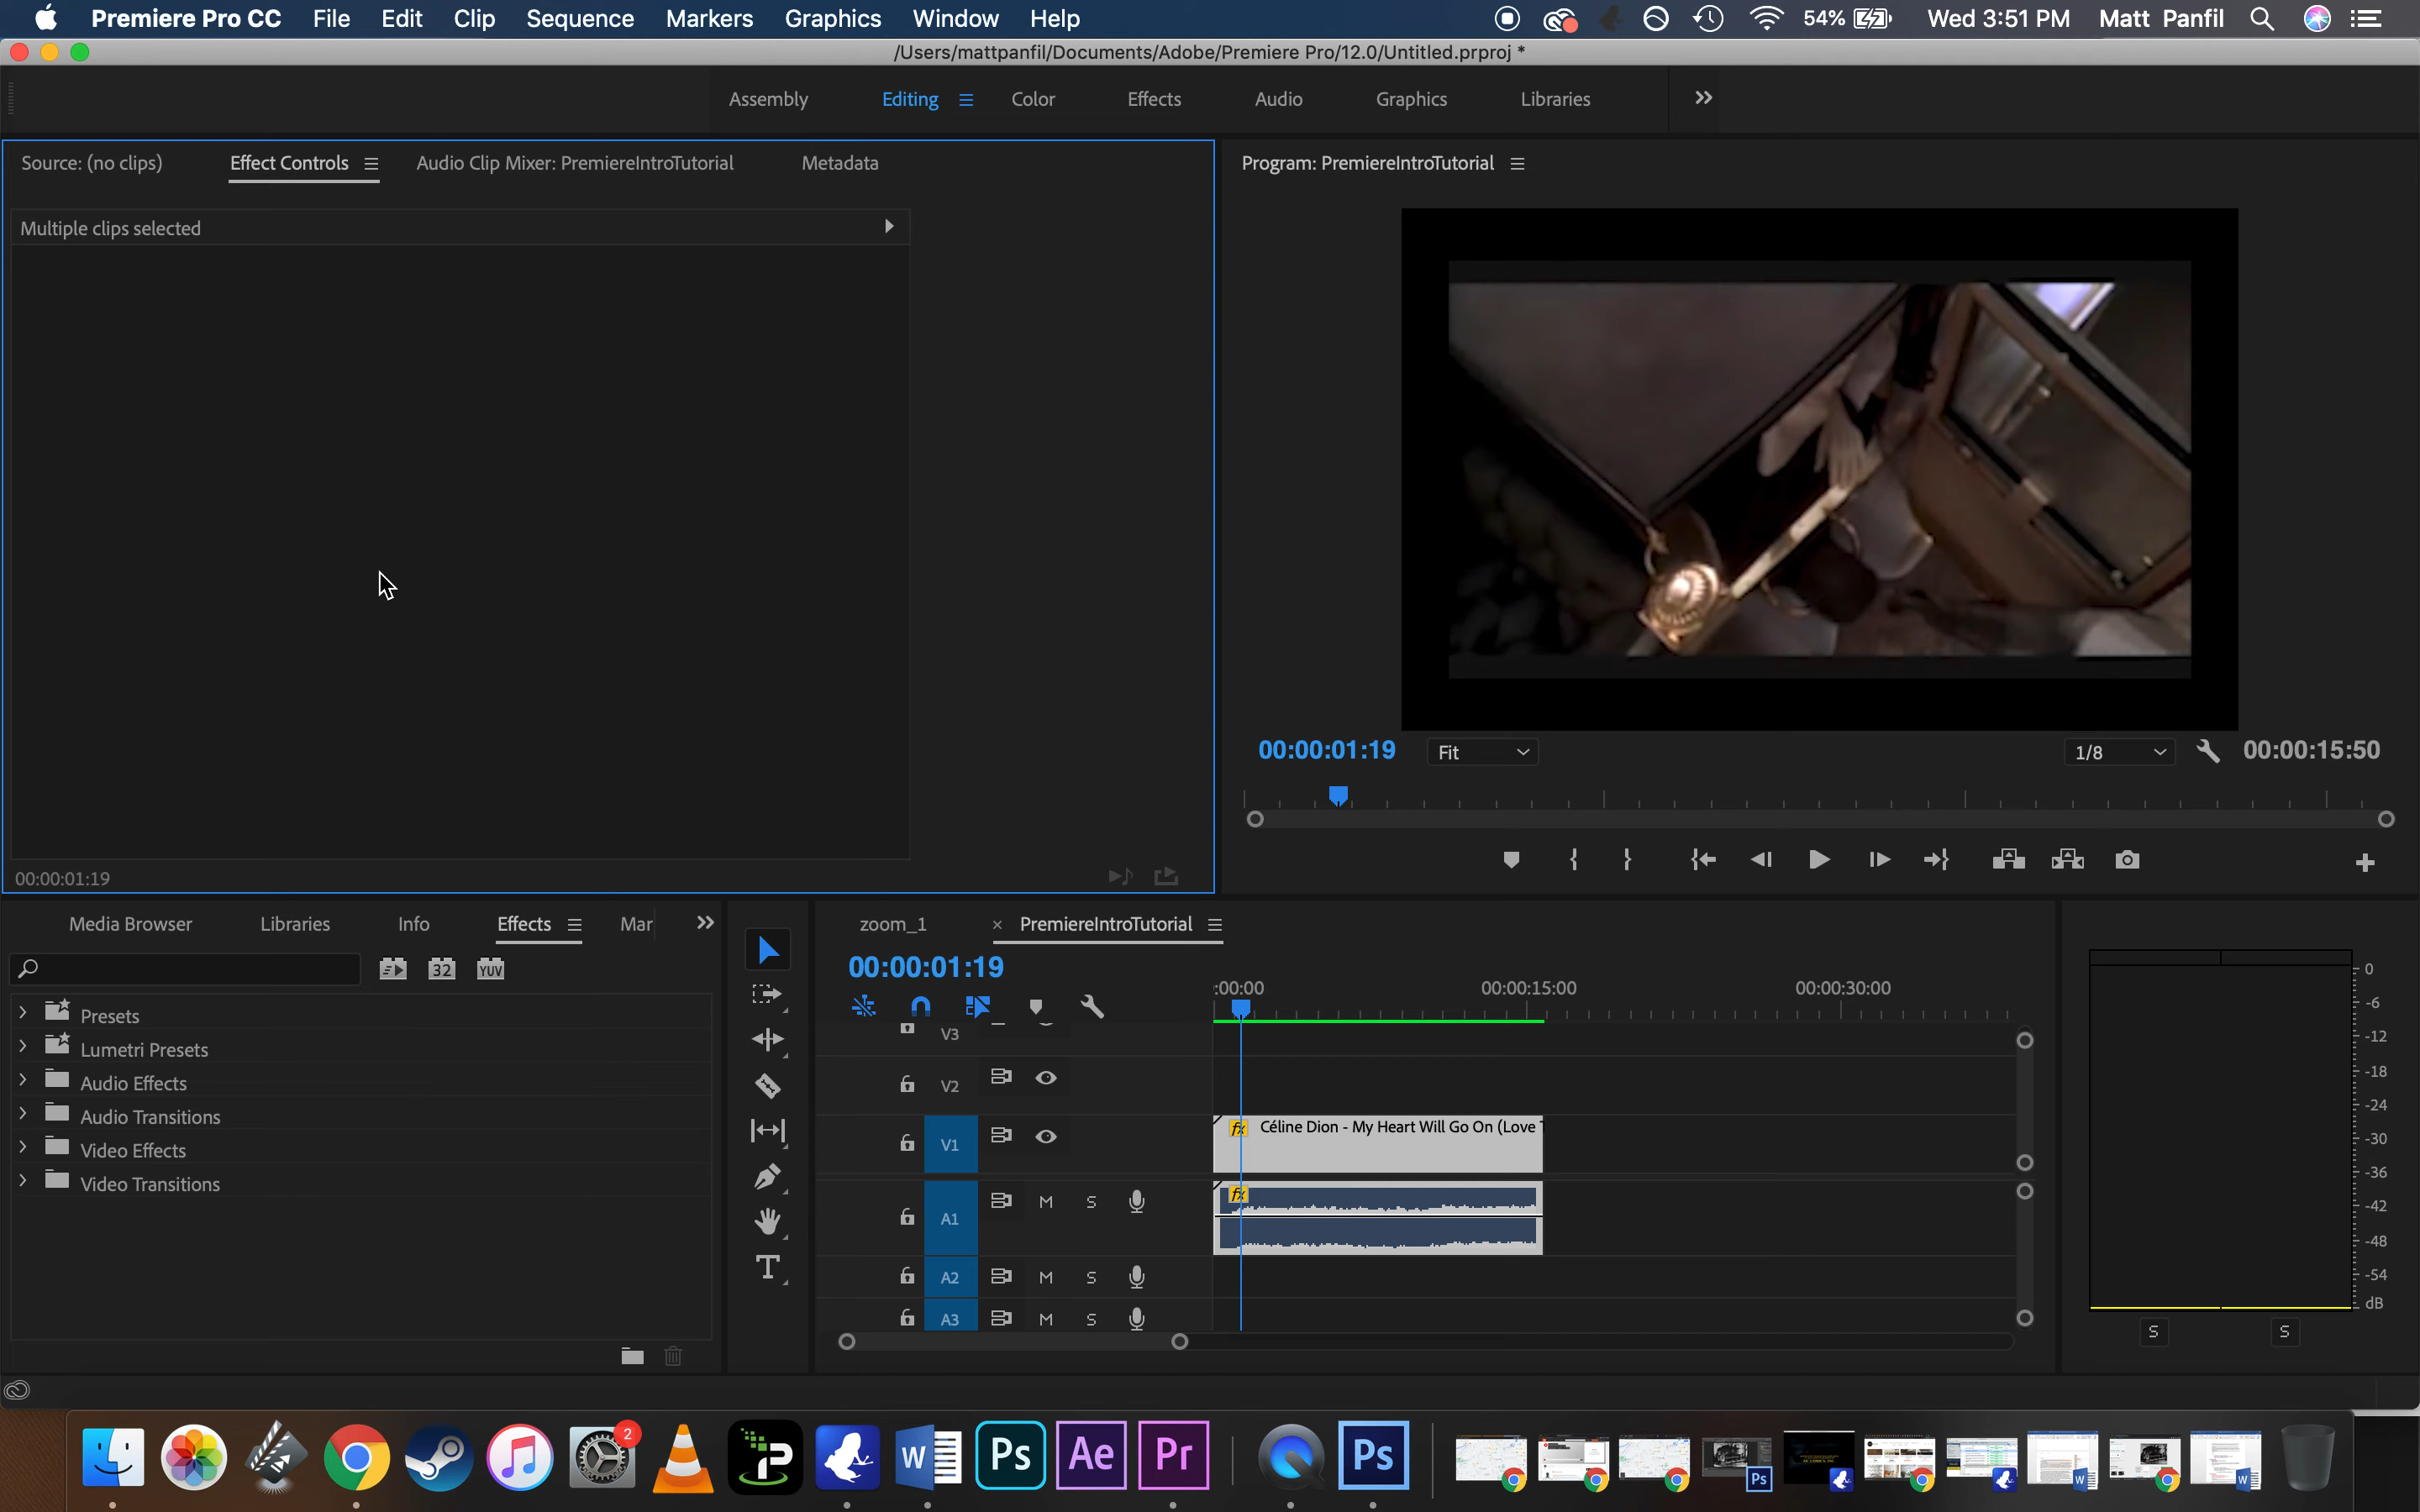 Premiere Pro CC File Edit Clip Sequence Markers Graphics Window Help 54% Wed 3:51 PM Matt Panfil
/Users/mattpanfil/Documents/Adobe/Premiere Pro/12.0/Untitled.prproj *
Assembly Editing Color Effects Audio Graphics Libraries
Source: (no clips) Effect Controls Audio Clip Mixer: PremiereIntroTutorial Metadata
Multiple clips selected
00:00:01:19
Program: PremiereIntroTutorial
00:00:01:19 Fit 1/8 00:00:15:50
Media Browser Libraries Info Effects Mar
32 YUV
Presets
Lumetri Presets
Audio Effects
Audio Transitions
Video Effects
Video Transitions
zoom_1 × PremiereIntroTutorial
00:00:01:19
:00:00 00:00:15:00 00:00:30:00
V3
V2
V1 fx Céline Dion - My Heart Will Go On (Love T
A1 M S fx
A2 M S
A3 M S
0
-6
-12
-18
-24
-30
-36
-42
-48
-54
dB
S S
2 W Ps Ae Pr Ps
Ps W W